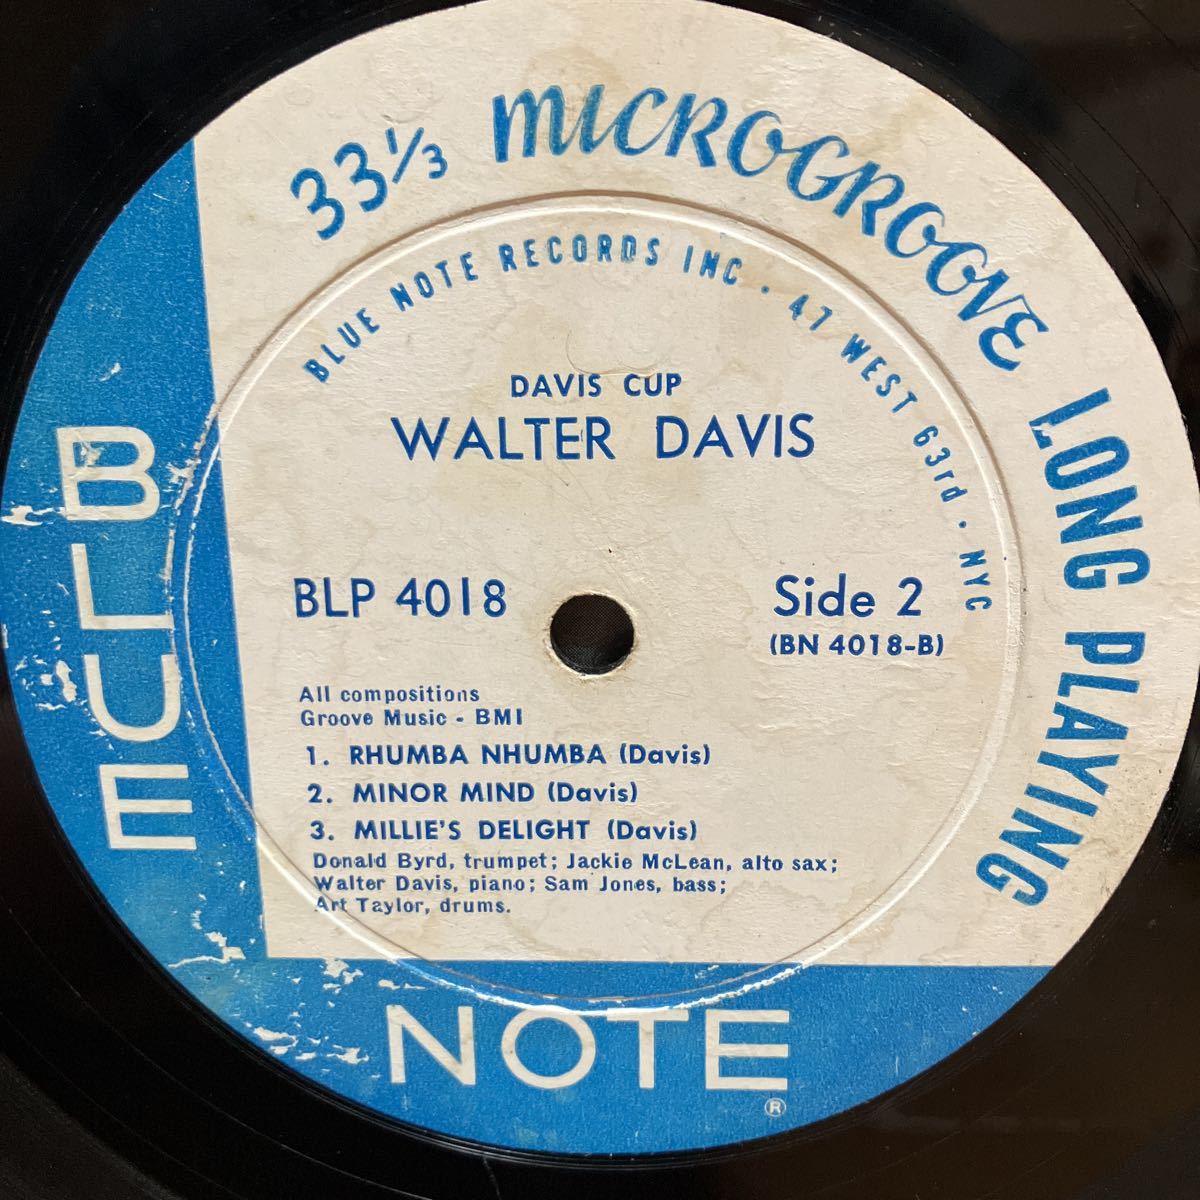 33 1/3 MICROGROOVE LONG PLAYING
BLUE NOTE RECORDS INC · 47 WEST 63rd · NYC
DAVIS CUP
WALTER DAVIS
BLP 4018
Side 2
(BN 4018-B)
All compositions
Groove Music - BMI
1. RHUMBA NHUMBA (Davis)
2. MINOR MIND (Davis)
3. MILLIE'S DELIGHT (Davis)
Donald Byrd, trumpet; Jackie McLean, alto sax;
Walter Davis, piano; Sam Jones, bass;
Art Taylor, drums.
BLUE
NOTE
®